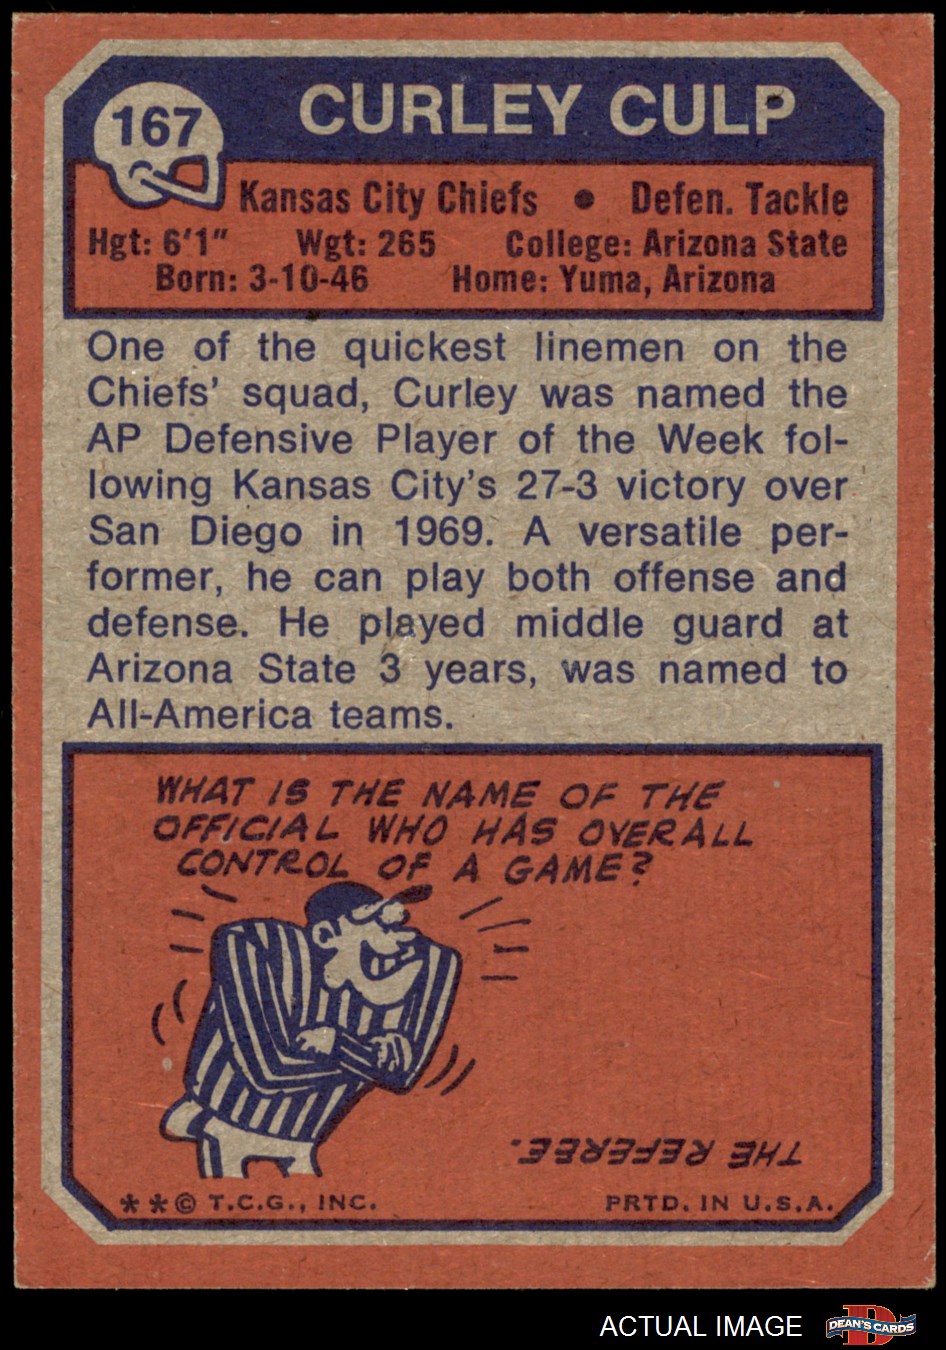 167
CURLEY CULP
Kansas City Chiefs • Defen. Tackle
Hgt: 6'1" Wgt: 265 College: Arizona State
Born: 3-10-46 Home: Yuma, Arizona
One of the quickest linemen on the
Chiefs' squad, Curley was named the
AP Defensive Player of the Week fol-
lowing Kansas City's 27-3 victory over
San Diego in 1969. A versatile per-
former, he can play both offense and
defense. He played middle guard at
Arizona State 3 years, was named to
All-America teams.
WHAT IS THE NAME OF THE
OFFICIAL WHO HAS OVERALL
CONTROL OF A GAME?
THE REFEREE.
**© T.C.G., INC. PRTD. IN U.S.A.
ACTUAL IMAGE
D
DEAN'S CARDS